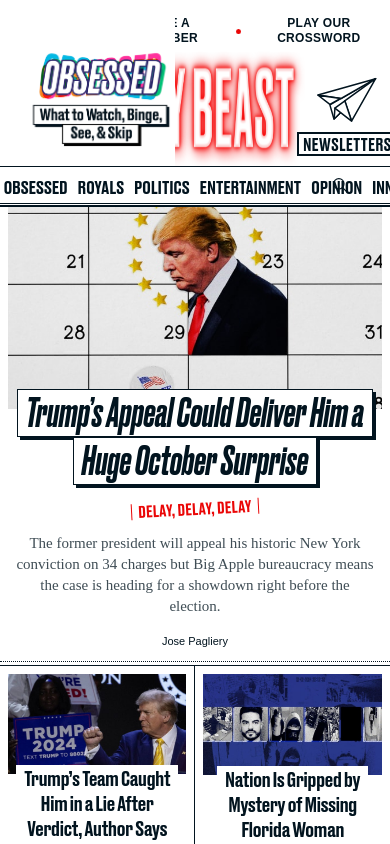 E A
BER
PLAY OUR
CROSSWORD
OBSESSED
What to Watch, Binge,
See, & Skip
Y BEAST
NEWSLETTERS
OBSESSED ROYALS POLITICS ENTERTAINMENT OPINION INN
21 23
28 29 31
Trump’s Appeal Could Deliver Him a
Huge October Surprise
DELAY, DELAY, DELAY
The former president will appeal his historic New York
conviction on 34 charges but Big Apple bureaucracy means
the case is heading for a showdown right before the
election.
Jose Pagliery
TRUMP
2024
Trump’s Team Caught
Him in a Lie After
Verdict, Author Says
Nation Is Gripped by
Mystery of Missing
Florida Woman